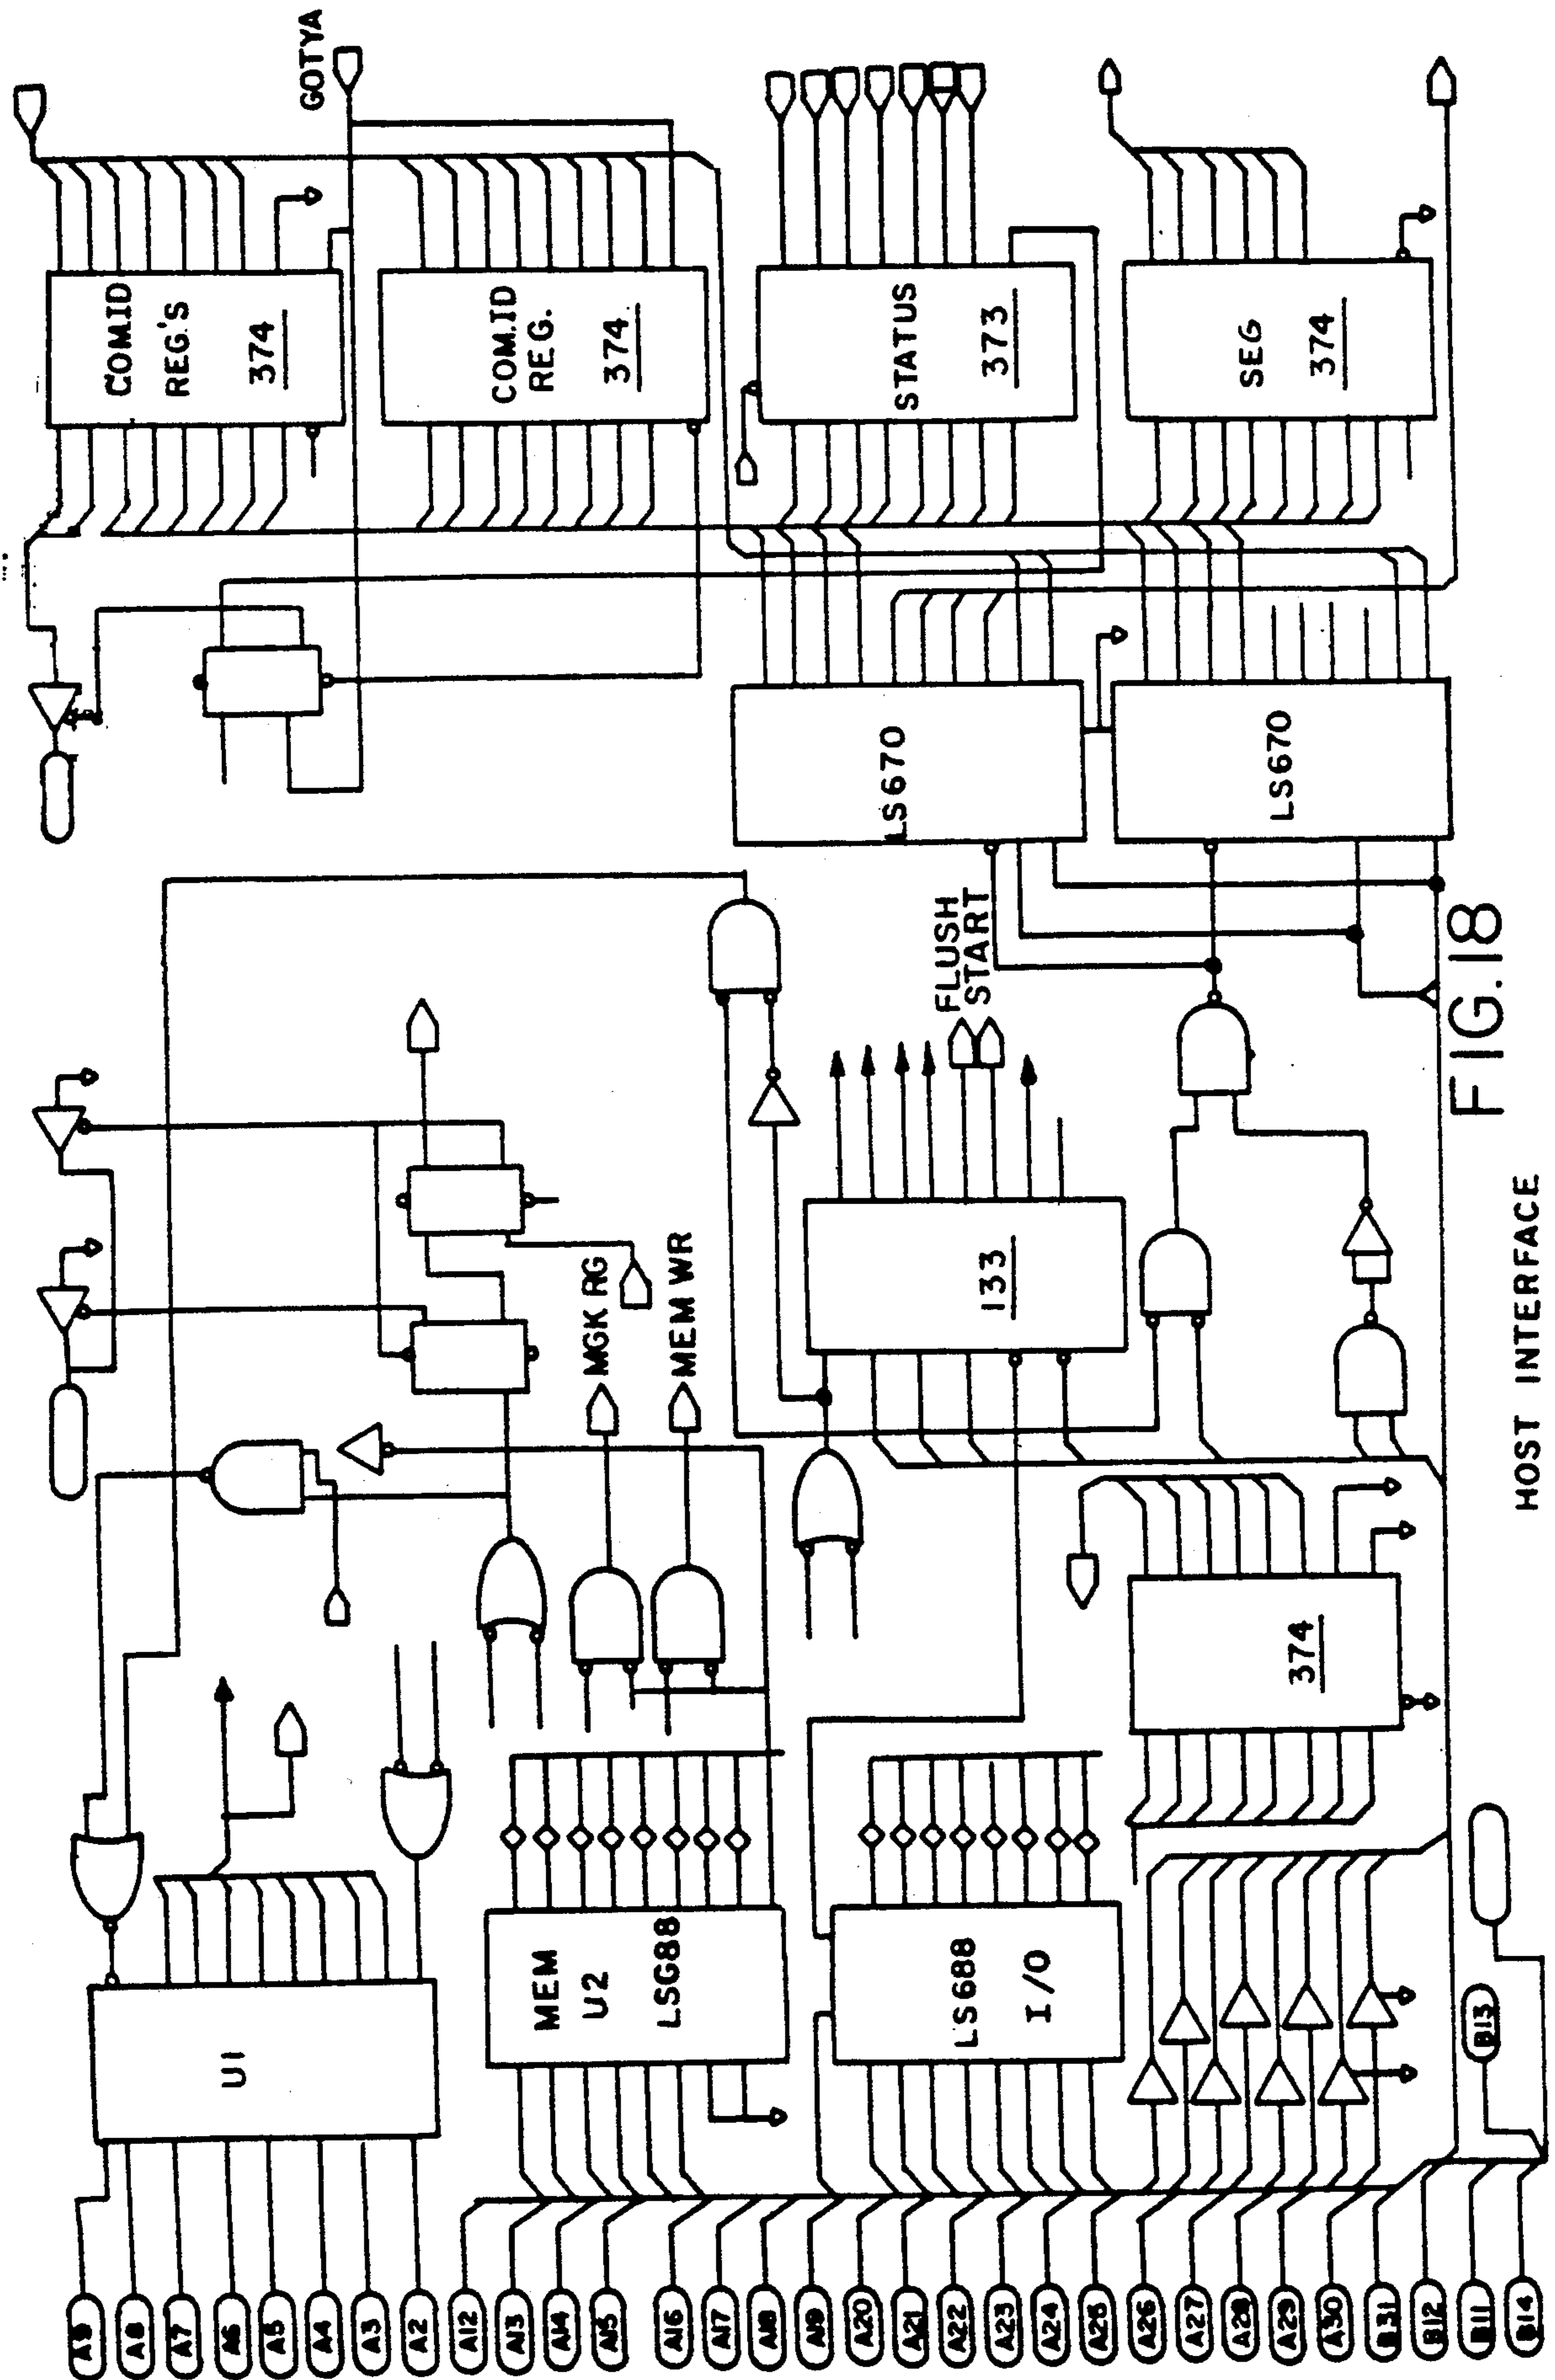 GOTYA
COM.ID
REG'S
374
COM.ID
REG.
374
STATUS
373
SEG
374
LS670
LS670
FLUSH
START
133
MGK RG
MEM WR
374
U1
MEM
U2
LSG88
LS688
I/O
A9
A8
A7
A6
A5
A4
A3
A2
A12
A13
A14
A15
A16
A17
A18
A19
A20
A21
A22
A23
A24
A25
A26
A27
A28
A29
A30
B31
B12
B11
B14
B13
HOST INTERFACE
FIG.18